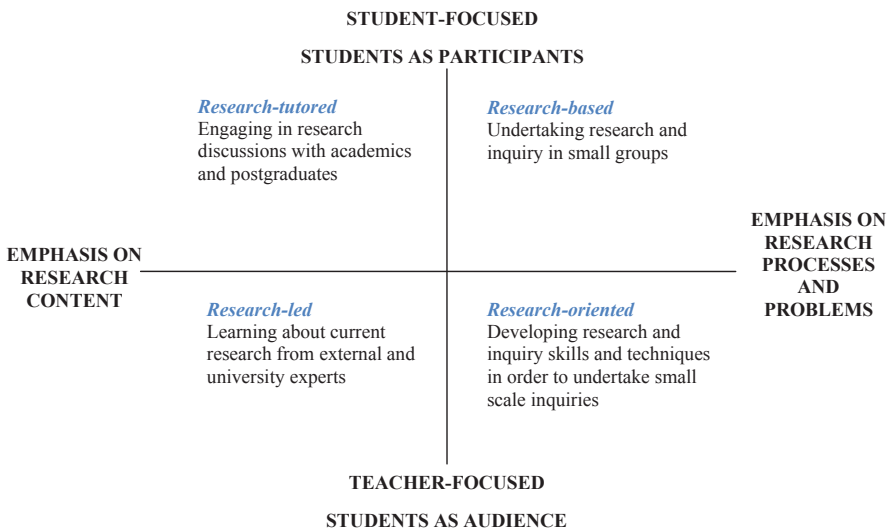 STUDENT-FOCUSED
STUDENTS AS PARTICIPANTS
Research-tutored
Engaging in research
discussions with academics
and postgraduates
Research-based
Undertaking research and
inquiry in small groups
EMPHASIS ON
RESEARCH
CONTENT
EMPHASIS ON
RESEARCH
PROCESSES
AND
PROBLEMS
Research-led
Learning about current
research from external and
university experts
Research-oriented
Developing research and
inquiry skills and techniques
in order to undertake small
scale inquiries
TEACHER-FOCUSED
STUDENTS AS AUDIENCE